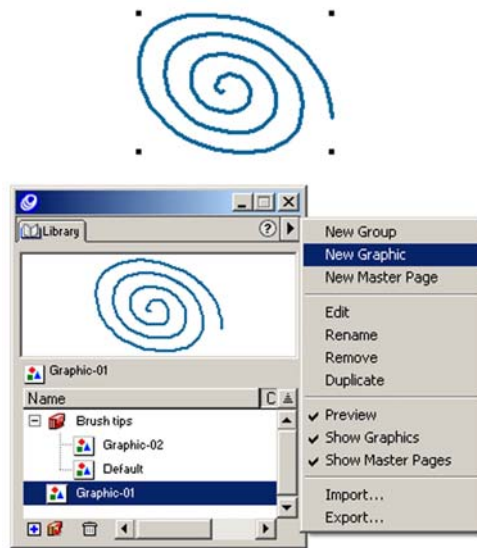 Library
?
Graphic-01
Name C
Brush tips
Graphic-02
Default
Graphic-01
New Group
New Graphic
New Master Page
Edit
Rename
Remove
Duplicate
Preview
Show Graphics
Show Master Pages
Import...
Export...